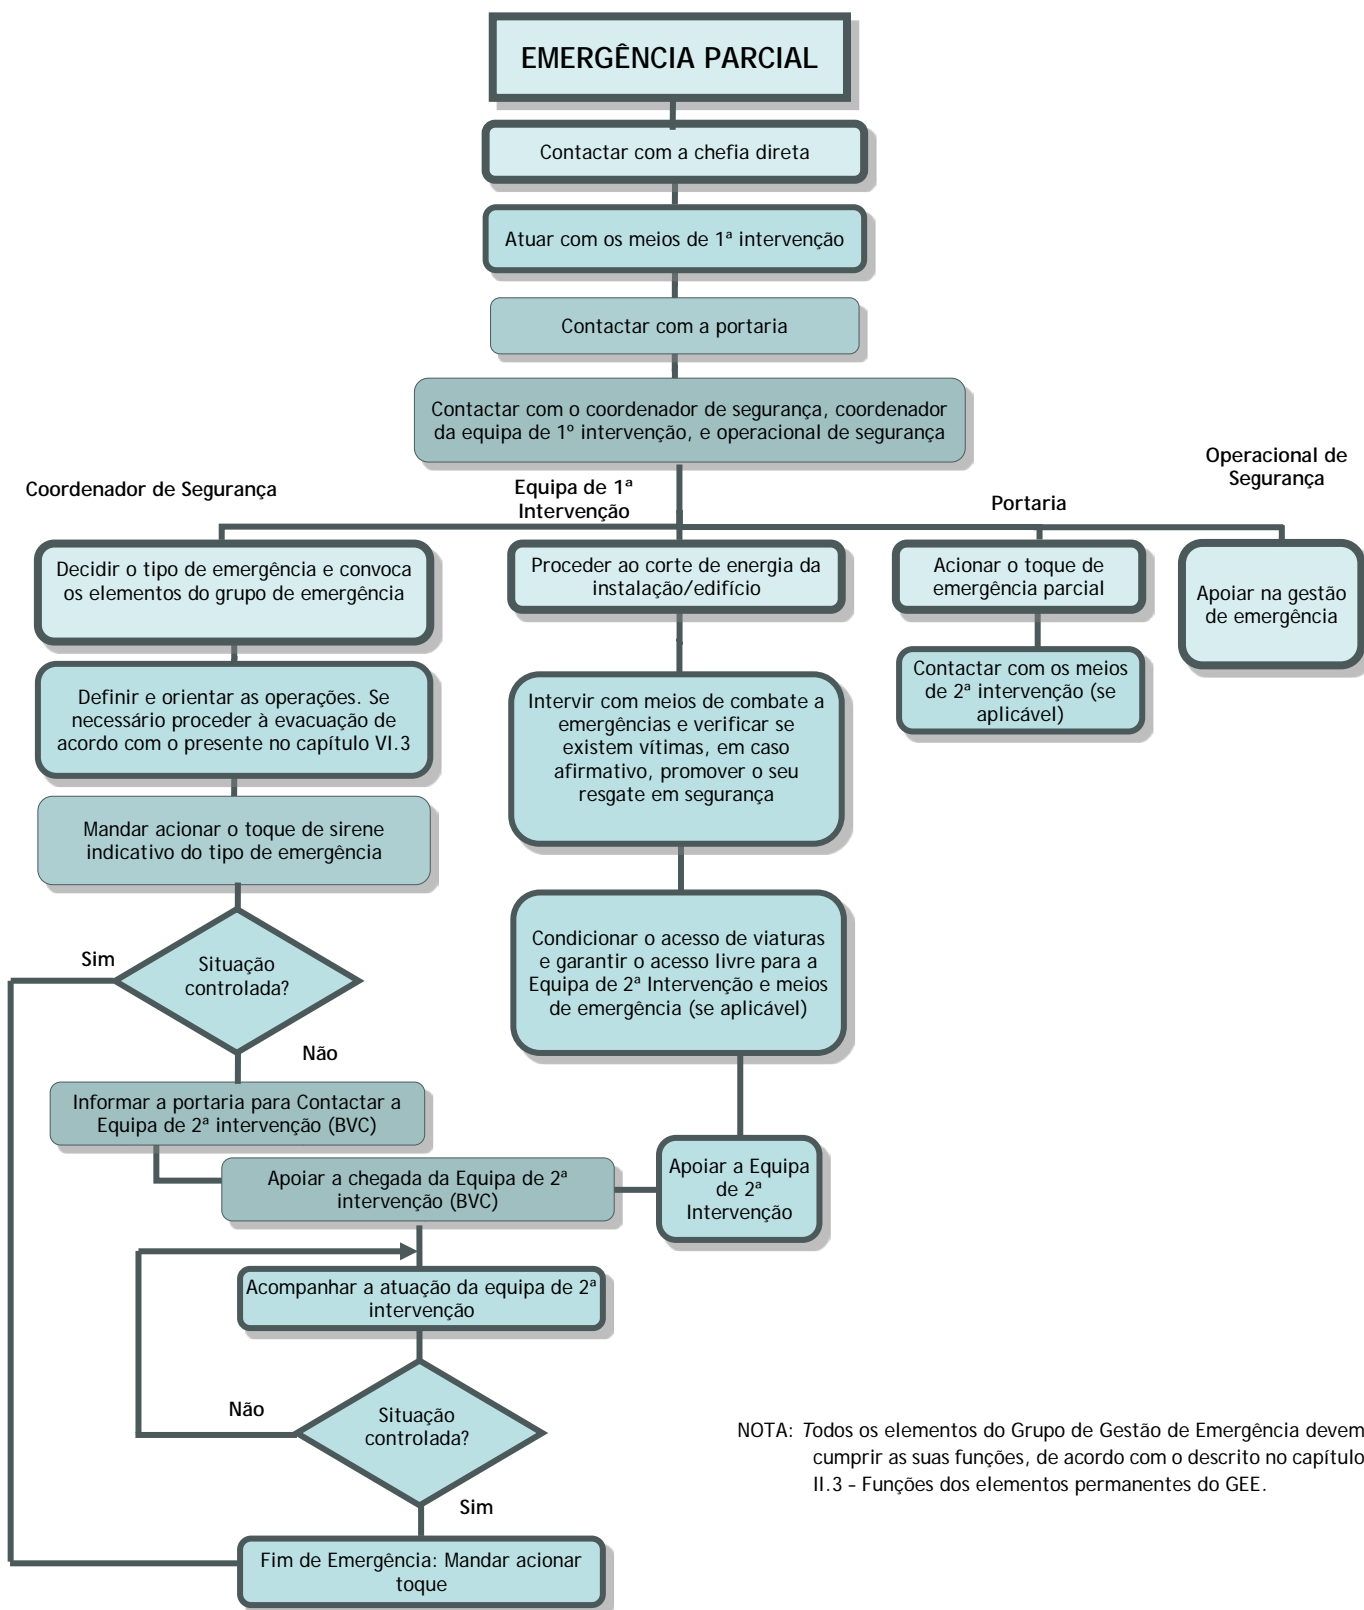 EMERGÊNCIA PARCIAL
Contactar com a chefia direta
Atuar com os meios de 1ª intervenção
Contactar com a portaria
Contactar com o coordenador de segurança, coordenador
da equipa de 1º intervenção, e operacional de segurança
Coordenador de Segurança
Equipa de 1ª
Intervenção
Portaria
Operacional de
Segurança
Decidir o tipo de emergência e convoca
os elementos do grupo de emergência
Proceder ao corte de energia da
instalação/edifício
Acionar o toque de
emergência parcial
Apoiar na gestão
de emergência
Definir e orientar as operações. Se
necessário proceder à evacuação de
acordo com o presente no capítulo VI.3
Intervir com meios de combate a
emergências e verificar se
existem vítimas, em caso
afirmativo, promover o seu
resgate em segurança
Contactar com os meios
de 2ª intervenção (se
aplicável)
Mandar acionar o toque de sirene
indicativo do tipo de emergência
Condicionar o acesso de viaturas
e garantir o acesso livre para a
Equipa de 2ª Intervenção e meios
de emergência (se aplicável)
Sim
Situação
controlada?
Não
Informar a portaria para Contactar a
Equipa de 2ª intervenção (BVC)
Apoiar a chegada da Equipa de 2ª
intervenção (BVC)
Apoiar a Equipa
de 2ª
Intervenção
Acompanhar a atuação da equipa de 2ª
intervenção
Não
Situação
controlada?
Sim
Fim de Emergência: Mandar acionar
toque
NOTA: Todos os elementos do Grupo de Gestão de Emergência devem
cumprir as suas funções, de acordo com o descrito no capítulo
II.3 – Funções dos elementos permanentes do GEE.